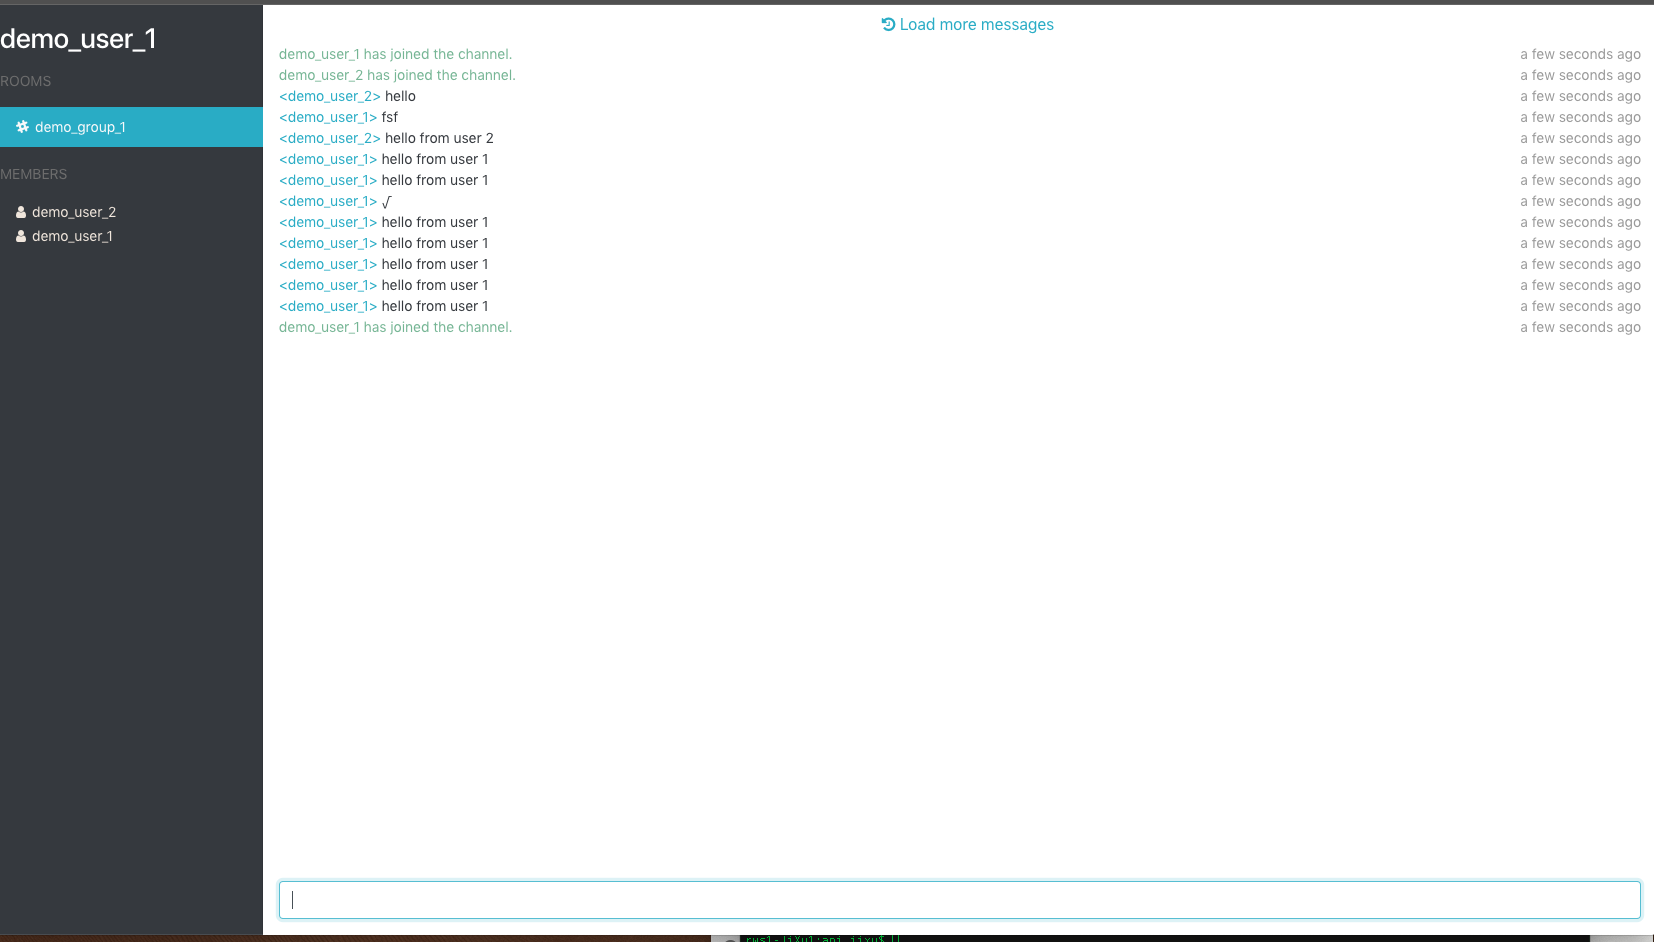 demo_user_1
ROOMS
demo_group_1
MEMBERS
demo_user_2
demo_user_1
Load more messages
demo_user_1 has joined the channel. a few seconds ago
demo_user_2 has joined the channel. a few seconds ago
<demo_user_2> hello a few seconds ago
<demo_user_1> fsf a few seconds ago
<demo_user_2> hello from user 2 a few seconds ago
<demo_user_1> hello from user 1 a few seconds ago
<demo_user_1> hello from user 1 a few seconds ago
<demo_user_1> √ a few seconds ago
<demo_user_1> hello from user 1 a few seconds ago
<demo_user_1> hello from user 1 a few seconds ago
<demo_user_1> hello from user 1 a few seconds ago
<demo_user_1> hello from user 1 a few seconds ago
<demo_user_1> hello from user 1 a few seconds ago
demo_user_1 has joined the channel. a few seconds ago